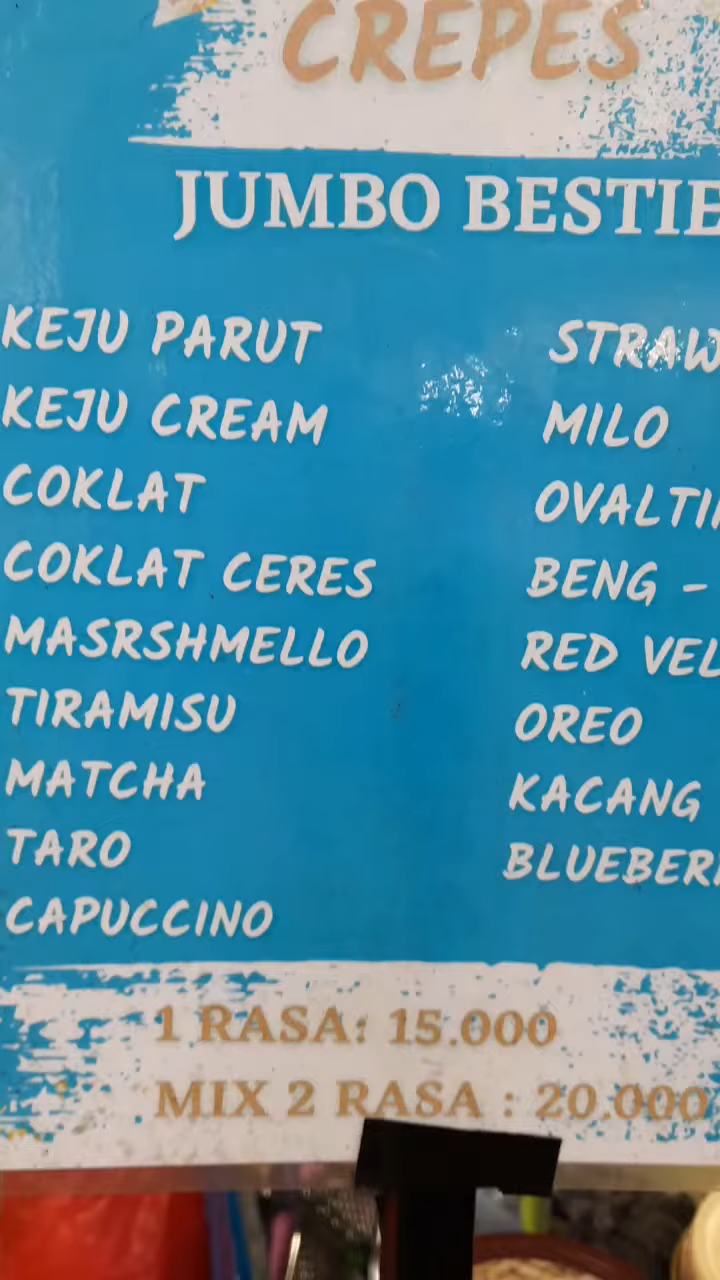 CREPES
JUMBO BESTIE
KEJU PARUT
KEJU CREAM
COKLAT
COKLAT CERES
MASRSHMELLO
TIRAMISU
MATCHA
TARO
CAPUCCINO
STRAW
MILO
OVALTI
BENG -
RED VEL
OREO
KACANG
BLUEBER
1 RASA: 15.000
MIX 2 RASA : 20.000